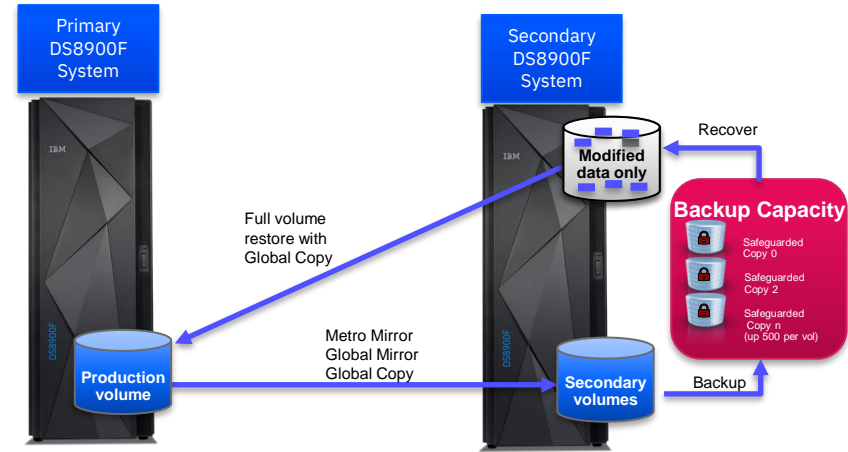 Primary
DS8900F
System
Secondary
DS8900F
System
IBM
IBM
Modified
data only
Recover
Backup Capacity
Safeguarded
Copy 0
Safeguarded
Copy 2
Safeguarded
Copy n
(up 500 per vol)
Full volume
restore with
Global Copy
DS8900F
DS8900F
Metro Mirror
Global Mirror
Global Copy
Production
volume
Secondary
volumes
Backup